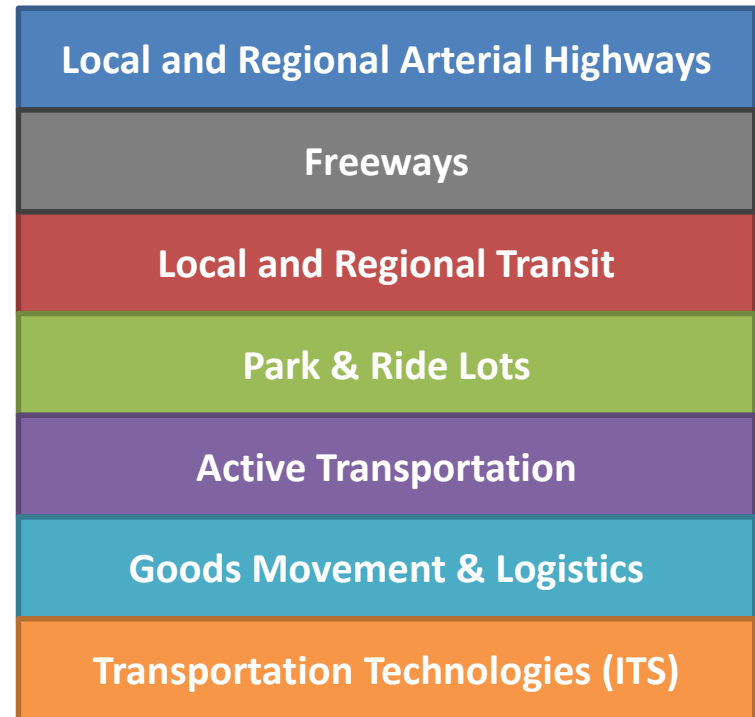 Local and Regional Arterial Highways
Freeways
Local and Regional Transit
Park & Ride Lots
Active Transportation
Goods Movement & Logistics
Transportation Technologies (ITS)